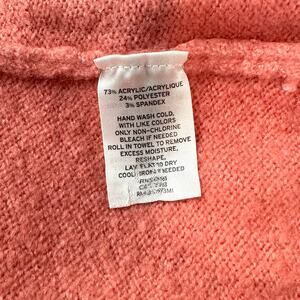 73% ACRYLIC/ACRYLIQUE
24% POLYESTER
3% SPANDEX
HAND WASH COLD,
WITH LIKE COLORS
ONLY NON-CHLORINE
BLEACH IF NEEDED
ROLL IN TOWEL TO REMOVE
EXCESS MOISTURE,
RESHAPE,
LAY FLAT TO DRY
COOL IRON IF NEEDED